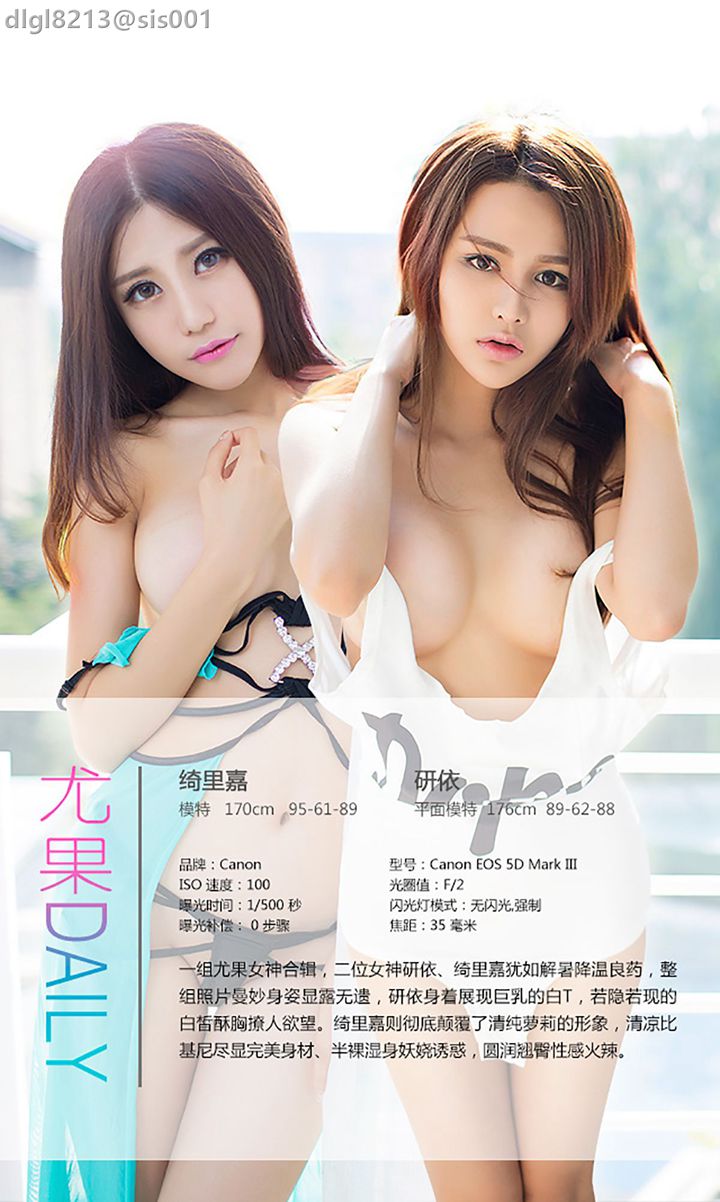 dlgl8213@sis001
尤果DAILY
绮里嘉
模特 170cm 95-61-89
研依
平面模特 176cm 89-62-88
品牌：Canon
ISO 速度：100
曝光时间：1/500 秒
曝光补偿： 0 步骤
型号：Canon EOS 5D Mark III
光圈值：F/2
闪光灯模式：无闪光,强制
焦距：35 毫米
一组尤果女神合辑，二位女神研依、绮里嘉犹如解暑降温良药，整
组照片曼妙身姿显露无遗，研依身着展现巨乳的白T，若隐若现的
白皙酥胸撩人欲望。绮里嘉则彻底颠覆了清纯萝莉的形象，清凉比
基尼尽显完美身材、半裸湿身妖娆诱惑，圆润翘臀性感火辣。